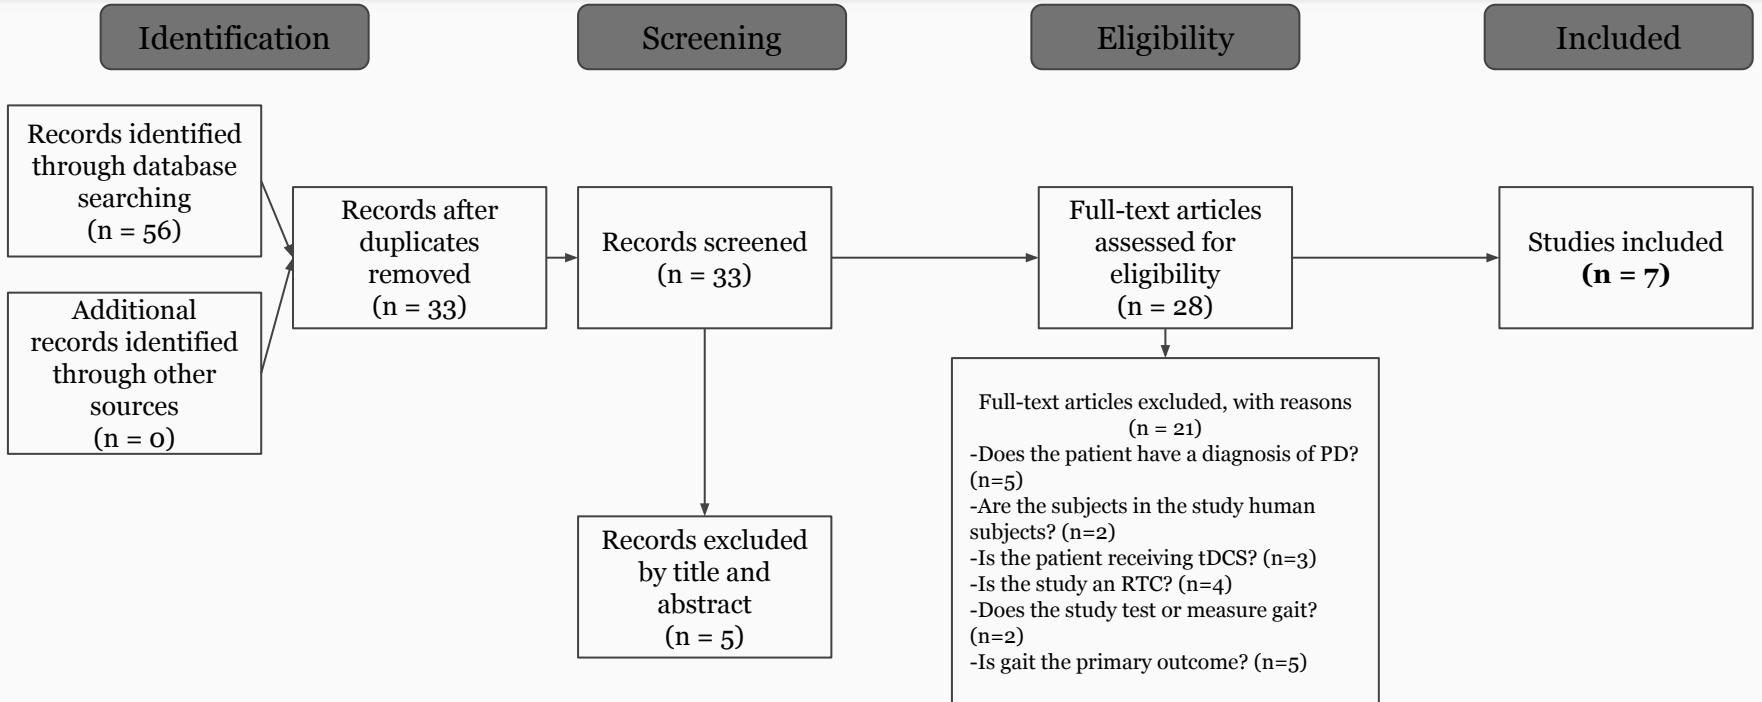 Identification
Screening
Eligibility
Included
Records identified
through database
searching
(n = 56)
Additional
records identified
through other
sources
(n = 0)
Records after
duplicates
removed
(n = 33)
Records screened
(n = 33)
Records excluded
by title and
abstract
(n = 5)
Full-text articles
assessed for
eligibility
(n = 28)
Full-text articles excluded, with reasons
(n = 21)
-Does the patient have a diagnosis of PD?
(n=5)
-Are the subjects in the study human
subjects? (n=2)
-Is the patient receiving tDCS? (n=3)
-Is the study an RTC? (n=4)
-Does the study test or measure gait?
(n=2)
-Is gait the primary outcome? (n=5)
Studies included
(n = 7)